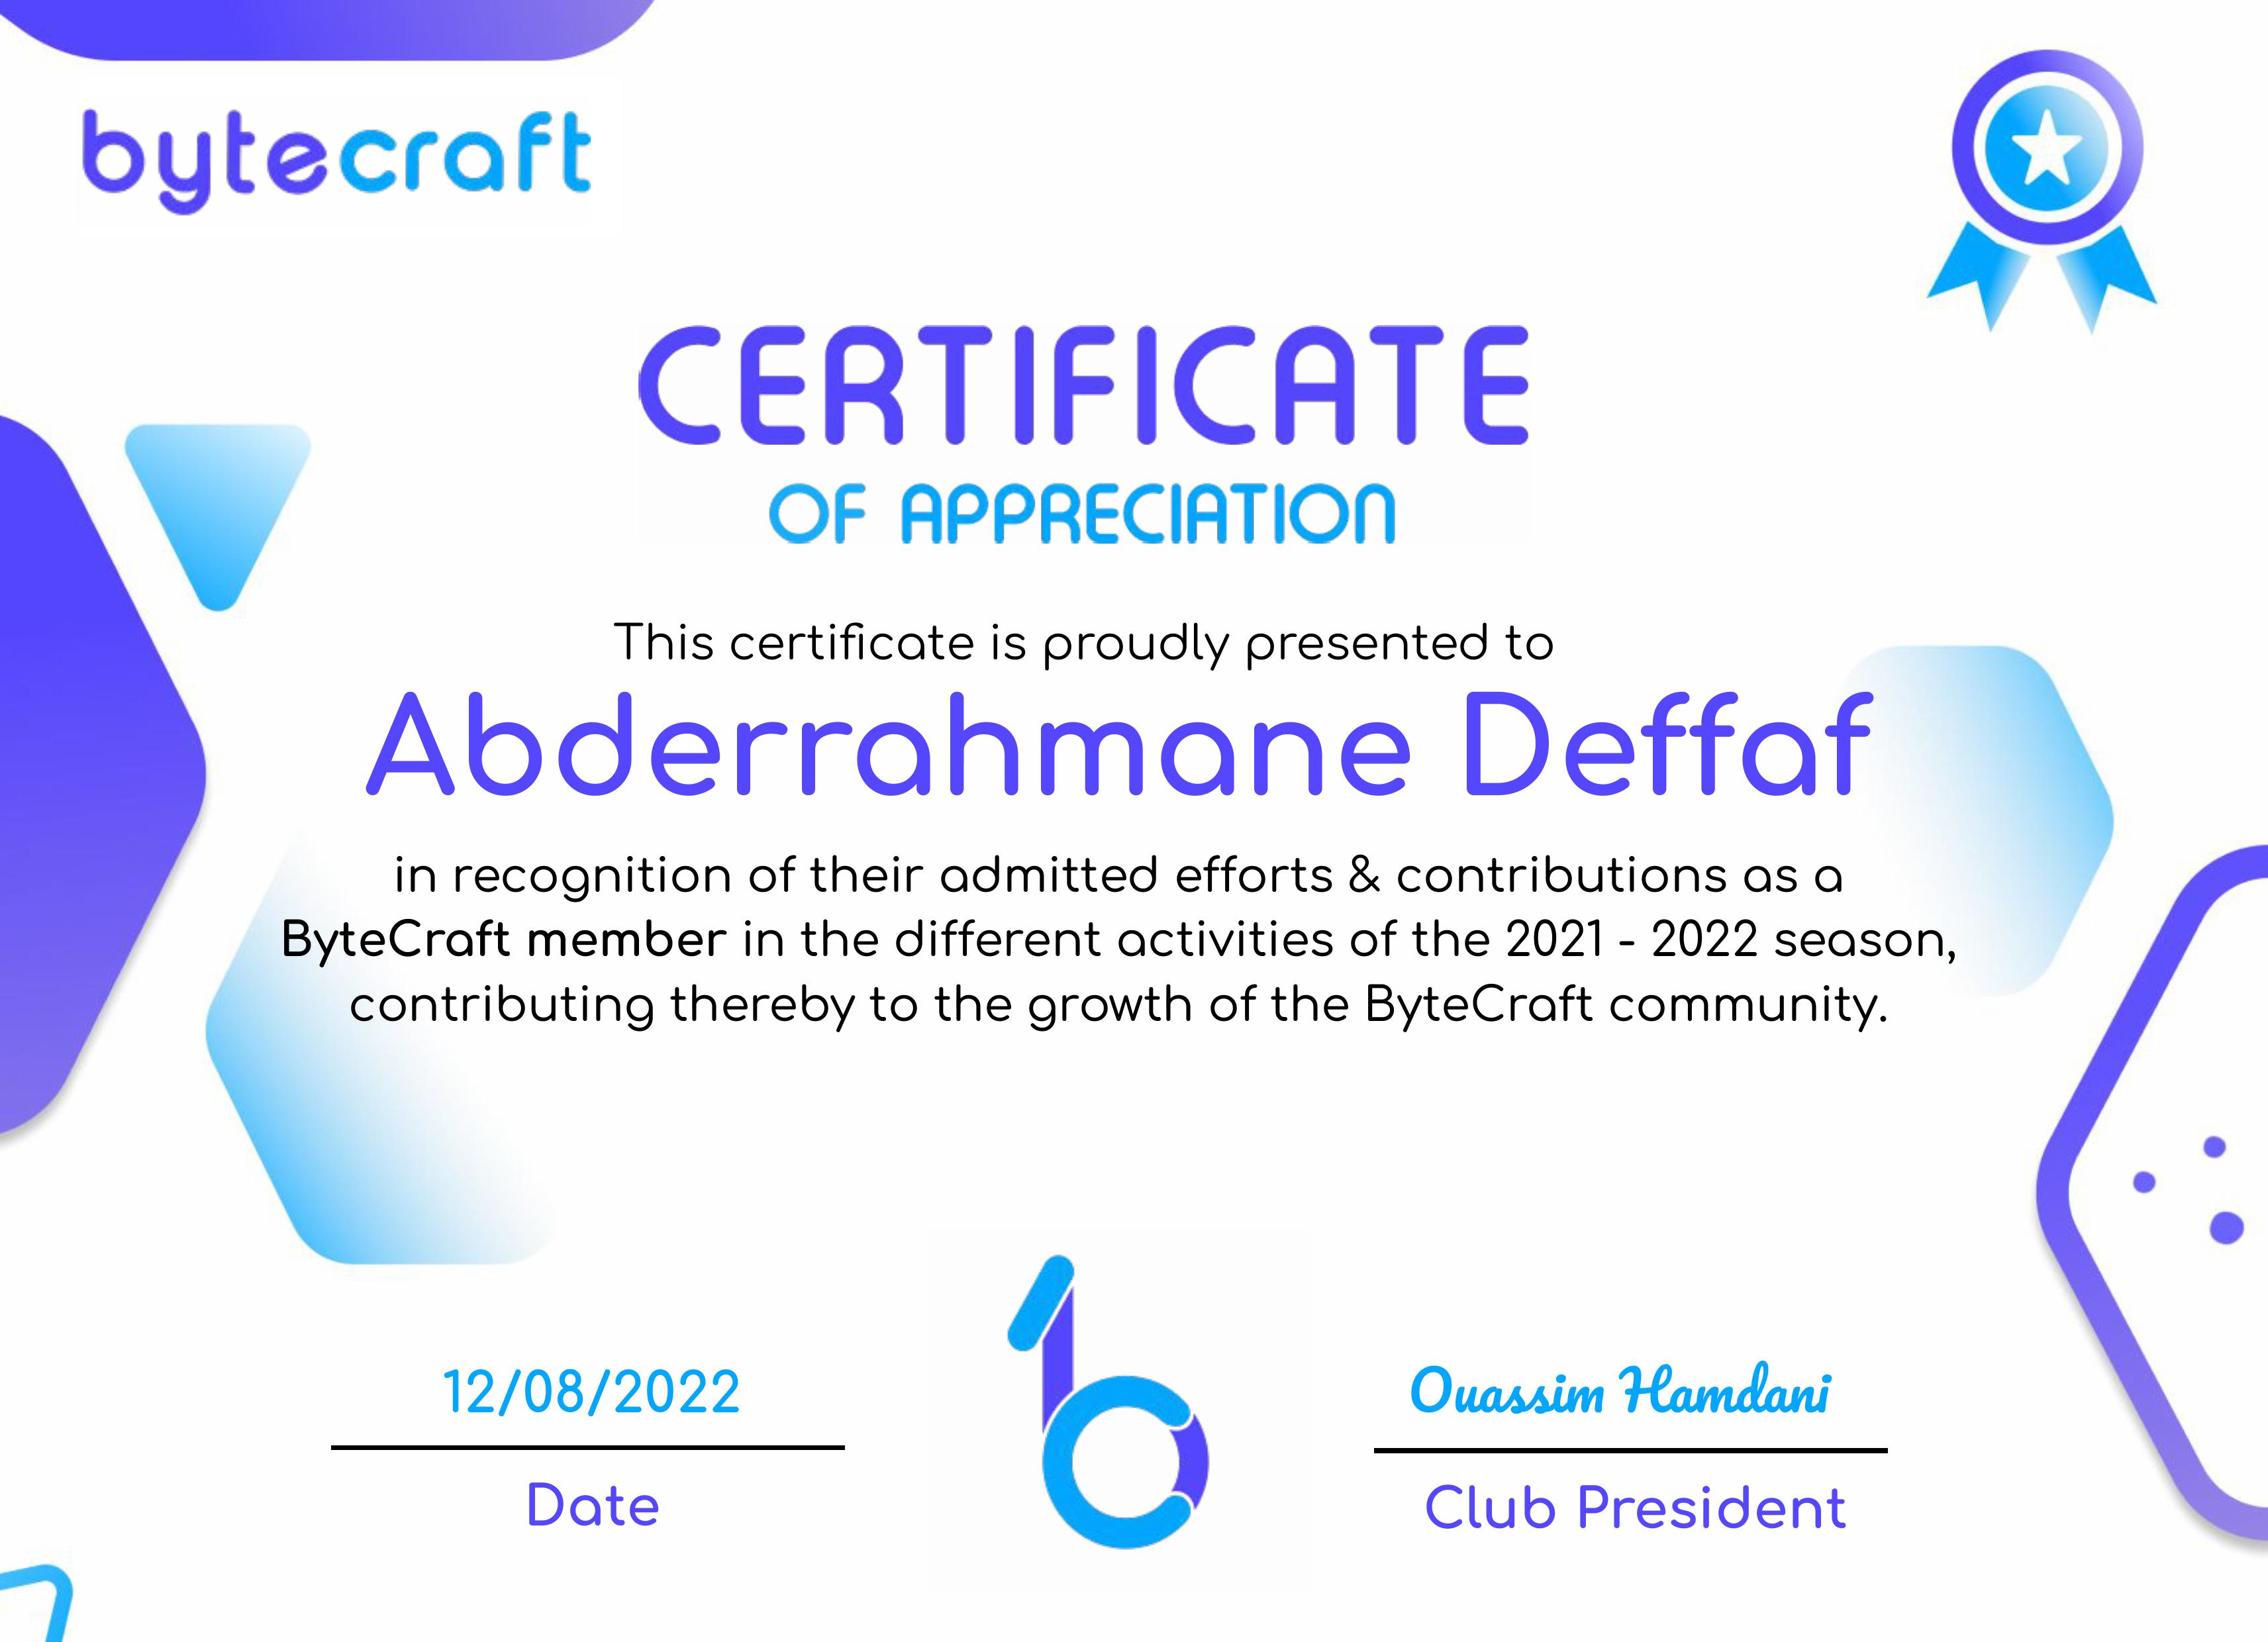 bytecraft
CERTIFICATE
OF APPRECIATION
This certificate is proudly presented to
Abderrahmane Deffaf
in recognition of their admitted efforts & contributions as a
ByteCraft member in the different activities of the 2021 - 2022 season,
contributing thereby to the growth of the ByteCraft community.
12/08/2022
Date
Ouassim Hamdani
Club President